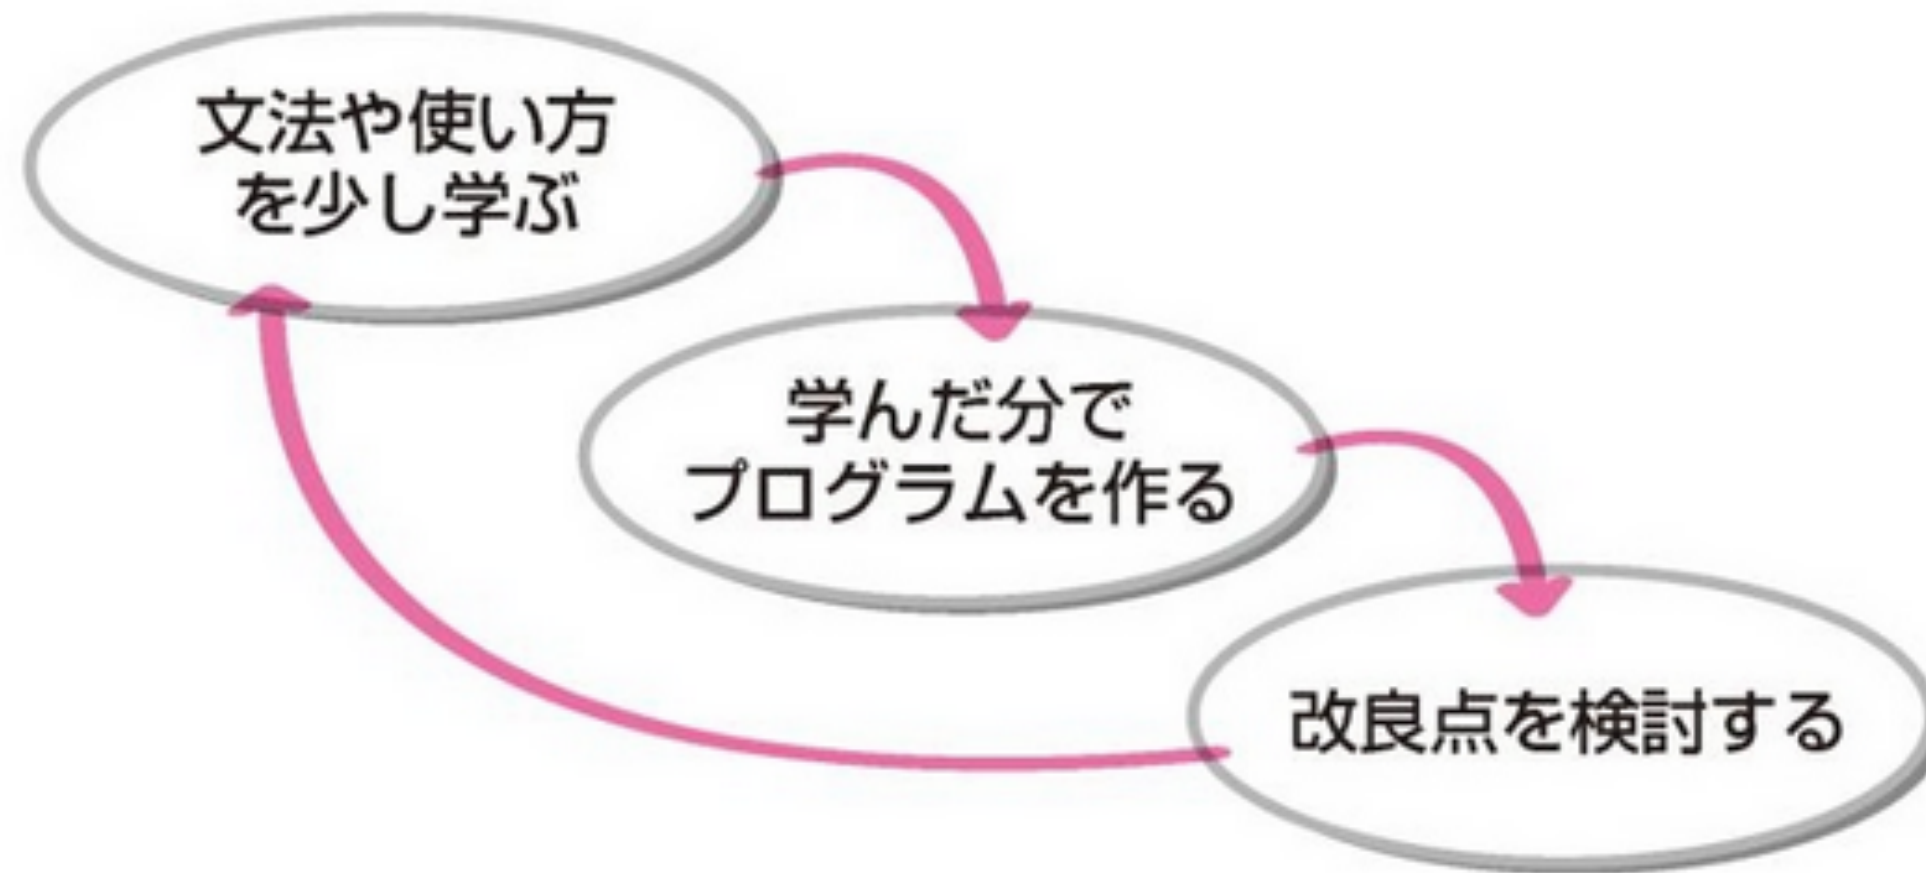 文法や使い方
を少し学ぶ
学んだ分で
プログラムを作る
改良点を検討する